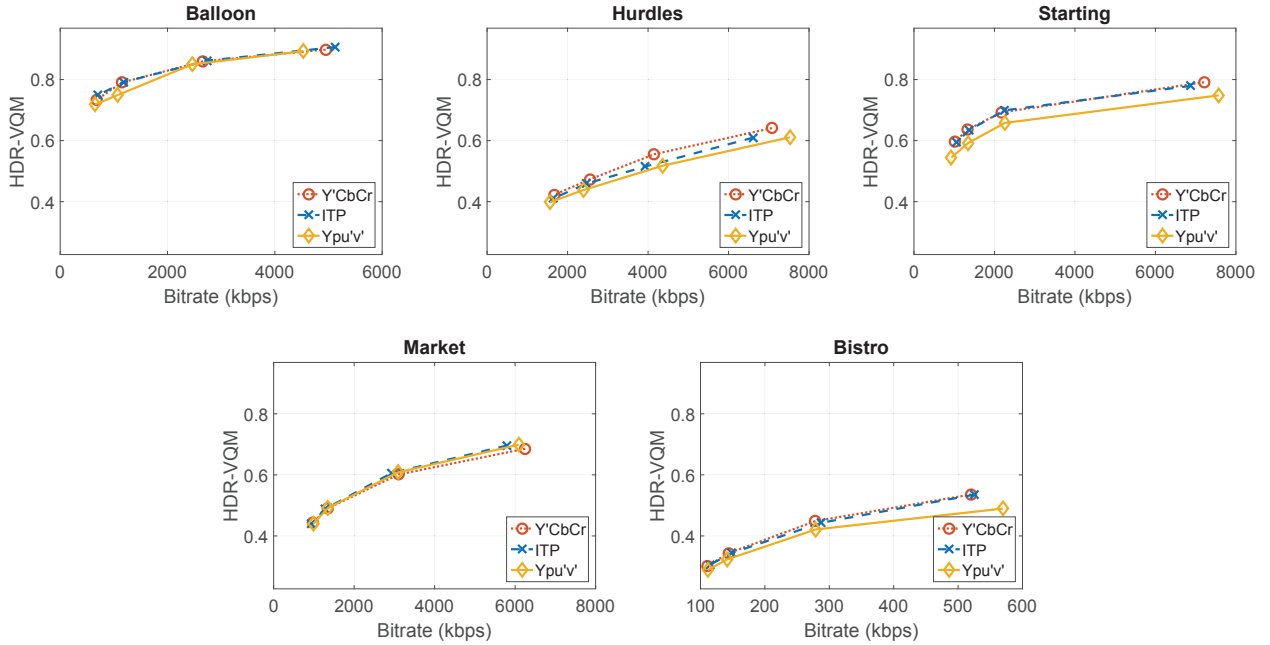 Balloon
HDR-VQM
0.8
0.6
0.4
0 2000 4000 6000
Bitrate (kbps)
Y'CbCr
ITP
Ypu'v'
Hurdles
HDR-VQM
0.8
0.6
0.4
0 2000 4000 6000 8000
Bitrate (kbps)
Y'CbCr
ITP
Ypu'v'
Starting
HDR-VQM
0.8
0.6
0.4
0 2000 4000 6000 8000
Bitrate (kbps)
Y'CbCr
ITP
Ypu'v'
Market
HDR-VQM
0.8
0.6
0.4
0 2000 4000 6000 8000
Bitrate (kbps)
Y'CbCr
ITP
Ypu'v'
Bistro
HDR-VQM
0.8
0.6
0.4
100 200 300 400 500 600
Bitrate (kbps)
Y'CbCr
ITP
Ypu'v'